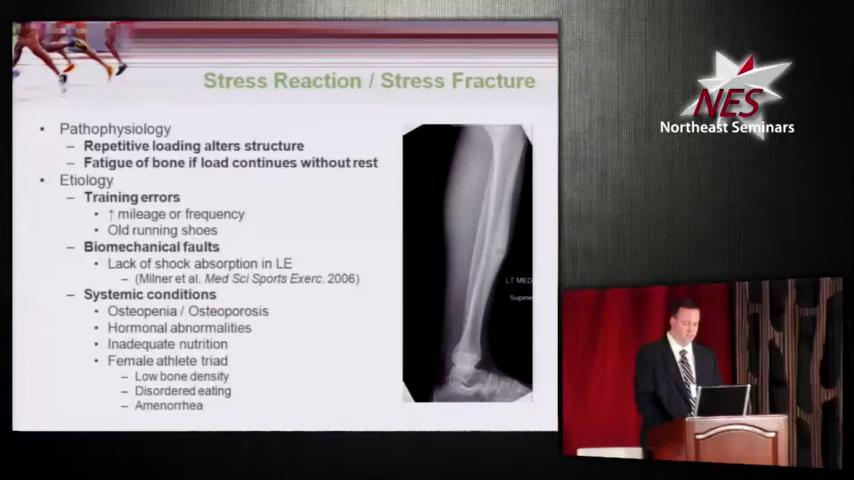 Stress Reaction / Stress Fracture
• Pathophysiology
– Repetitive loading alters structure
– Fatigue of bone if load continues without rest
• Etiology
– Training errors
• ↑ mileage or frequency
• Old running shoes
– Biomechanical faults
• Lack of shock absorption in LE
– (Milner et al. Med Sci Sports Exerc. 2006)
– Systemic conditions
• Osteopenia / Osteoporosis
• Hormonal abnormalities
• Inadequate nutrition
• Female athlete triad
– Low bone density
– Disordered eating
– Amenorrhea
LT MED
Supine
NES
Northeast Seminars